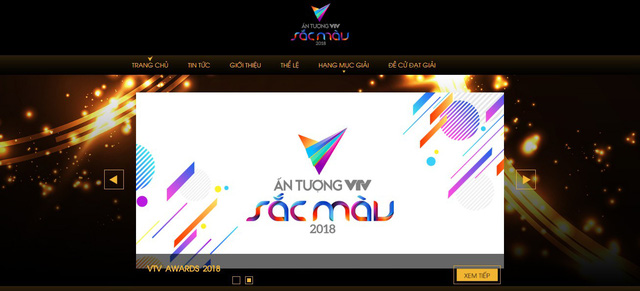 ẤN TƯỢNG VTV
SẮC MÀU
2018
TRANG CHỦ TIN TỨC GIỚI THIỆU THỂ LỆ HẠNG MỤC GIẢI ĐỀ CỬ ĐẠT GIẢI
ẤN TƯỢNG VTV
SẮC MÀU
2018
VTV AWARDS 2018
XEM TIẾP